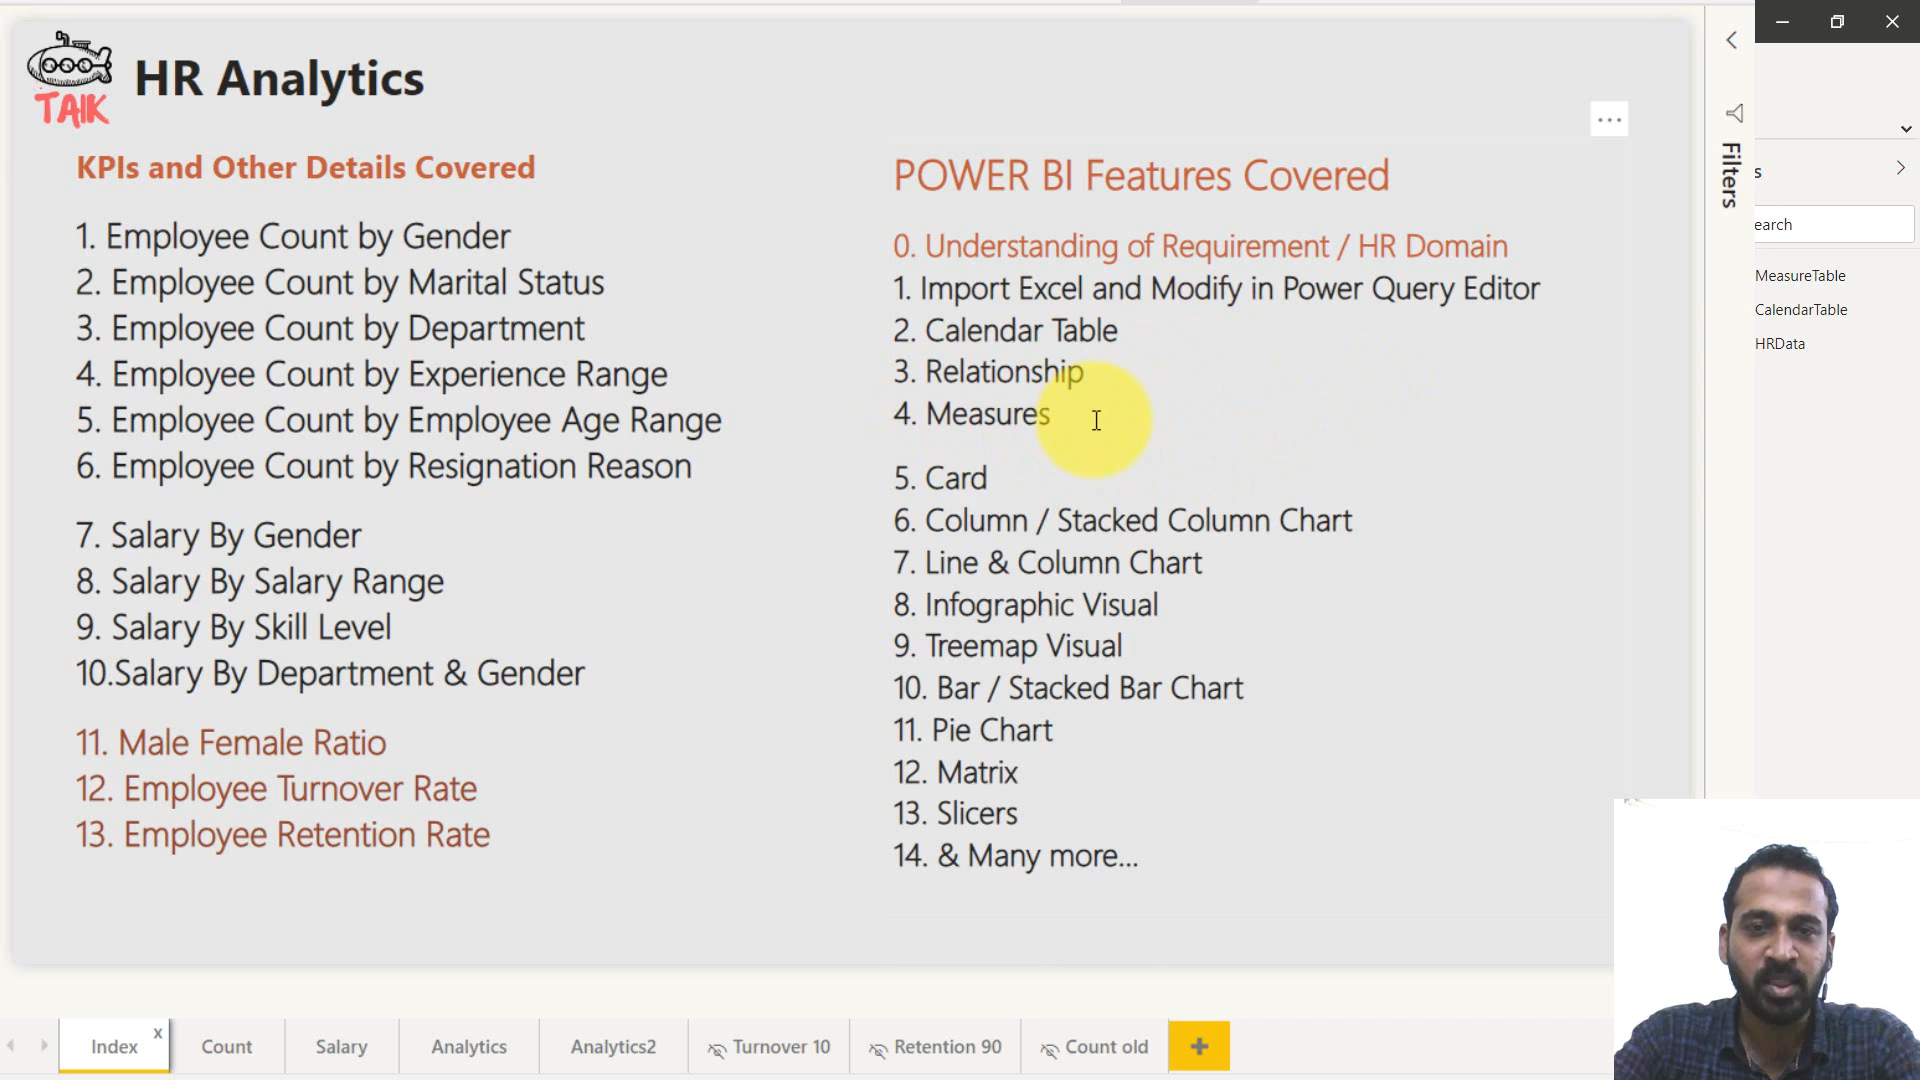 TAIK
HR Analytics
KPIs and Other Details Covered
1. Employee Count by Gender
2. Employee Count by Marital Status
3. Employee Count by Department
4. Employee Count by Experience Range
5. Employee Count by Employee Age Range
6. Employee Count by Resignation Reason
7. Salary By Gender
8. Salary By Salary Range
9. Salary By Skill Level
10.Salary By Department & Gender
11. Male Female Ratio
12. Employee Turnover Rate
13. Employee Retention Rate
POWER BI Features Covered
0. Understanding of Requirement / HR Domain
1. Import Excel and Modify in Power Query Editor
2. Calendar Table
3. Relationship
4. Measures
5. Card
6. Column / Stacked Column Chart
7. Line & Column Chart
8. Infographic Visual
9. Treemap Visual
10. Bar / Stacked Bar Chart
11. Pie Chart
12. Matrix
13. Slicers
14. & Many more...
Filters
s
earch
MeasureTable
CalendarTable
HRData
Index x
Count
Salary
Analytics
Analytics2
Turnover 10
Retention 90
Count old